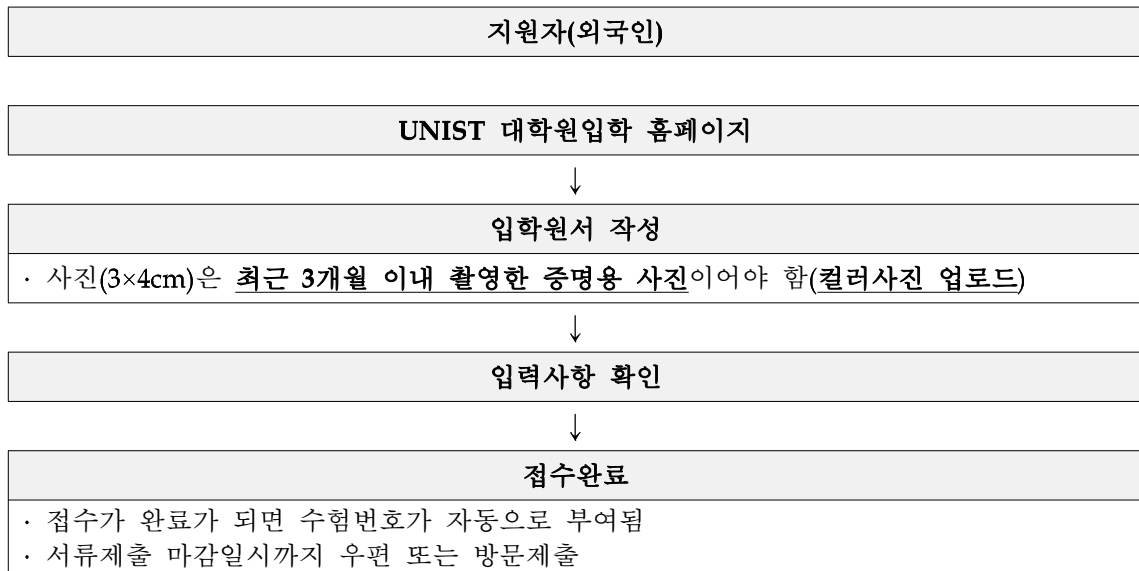 지원자(외국인)
UNIST 대학원입학 홈페이지
↓
입학원서 작성
· 사진(3×4cm)은 최근 3개월 이내 촬영한 증명용 사진이어야 함(컬러사진 업로드)
↓
입력사항 확인
↓
접수완료
· 접수가 완료가 되면 수험번호가 자동으로 부여됨
· 서류제출 마감일시까지 우편 또는 방문제출